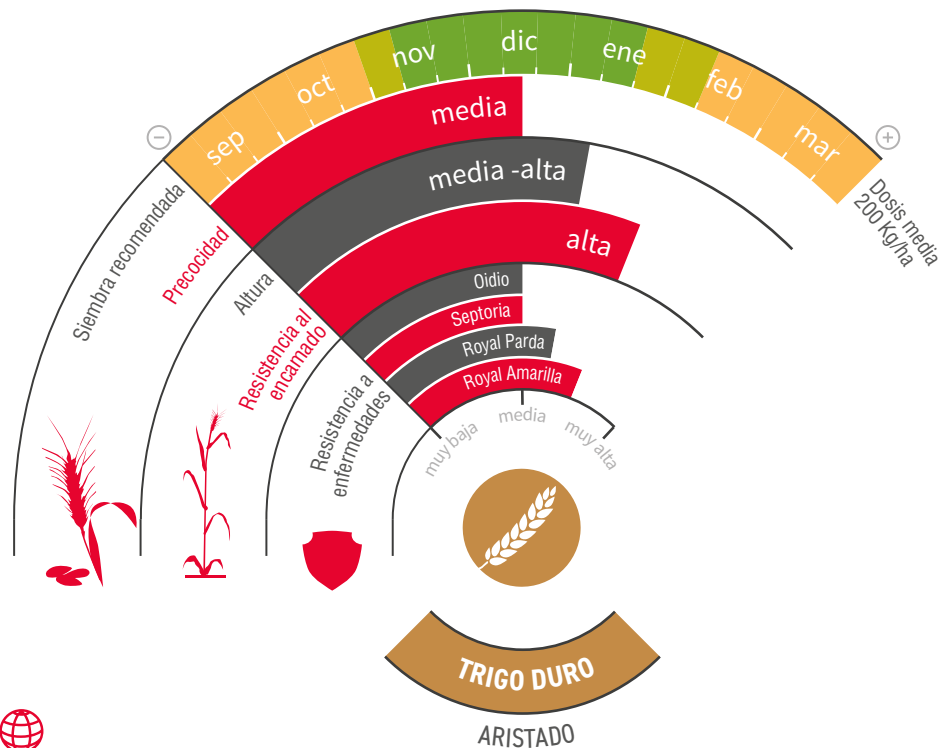 sep
oct
nov
dic
ene
feb
mar
Dosis media
200 Kg/ha
Siembra recomendada
Precocidad
media
Altura
media -alta
Resistencia al
encamado
alta
Resistencia a
enfermedades
Oidio
Septoria
Royal Parda
Royal Amarilla
muy baja
media
muy alta
TRIGO DURO
ARISTADO